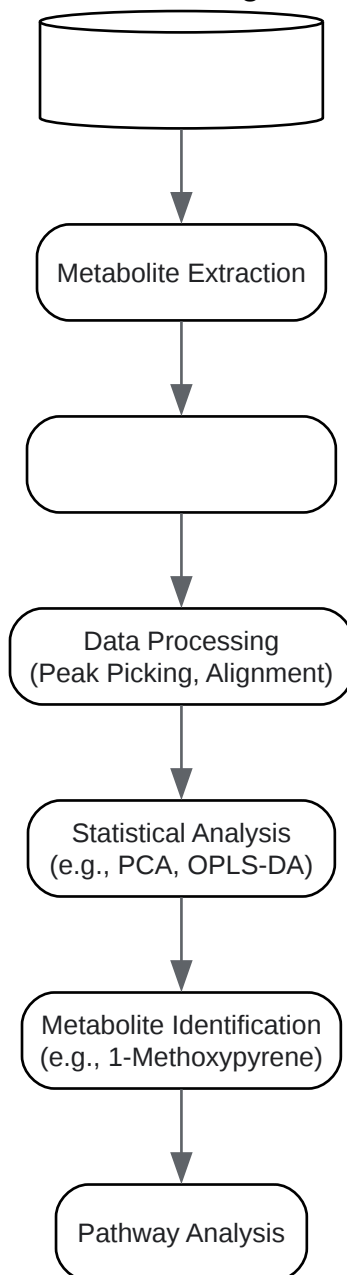 Metabolite Extraction
Data Processing
(Peak Picking, Alignment)
Statistical Analysis
(e.g., PCA, OPLS-DA)
Metabolite Identification
(e.g., 1-Methoxypyrene)
Pathway Analysis